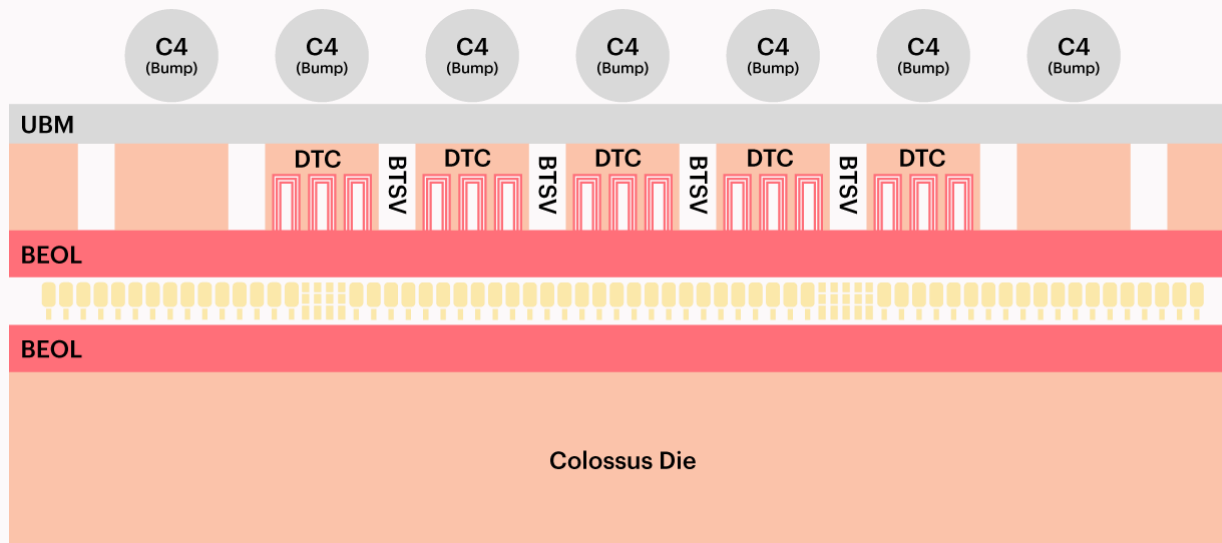 C4
(Bump)
C4
(Bump)
C4
(Bump)
C4
(Bump)
C4
(Bump)
C4
(Bump)
C4
(Bump)
UBM
DTC
BTSV
DTC
BTSV
DTC
BTSV
DTC
BTSV
DTC
BEOL
BEOL
Colossus Die